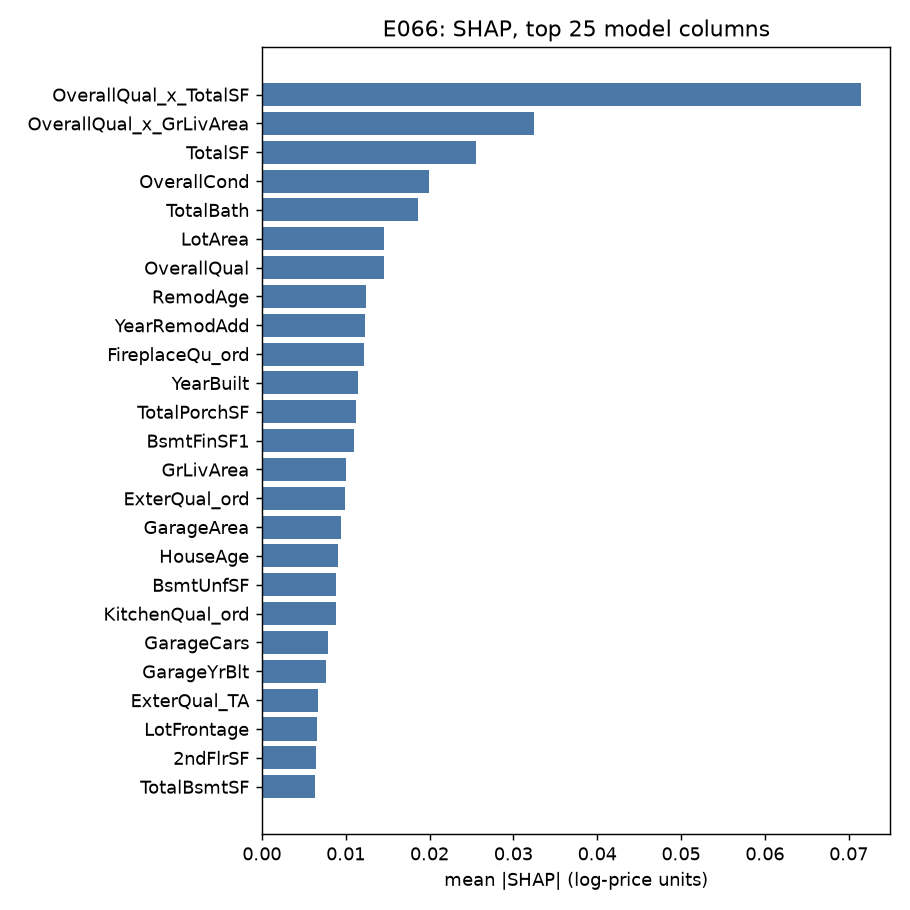 E066: SHAP, top 25 model columns
OverallQual_x_TotalSF
OverallQual_x_GrLivArea
TotalSF
OverallCond
TotalBath
LotArea
OverallQual
RemodAge
YearRemodAdd
FireplaceQu_ord
YearBuilt
TotalPorchSF
BsmtFinSF1
GrLivArea
ExterQual_ord
GarageArea
HouseAge
BsmtUnfSF
KitchenQual_ord
GarageCars
GarageYrBlt
ExterQual_TA
LotFrontage
2ndFlrSF
TotalBsmtSF
0.00 0.01 0.02 0.03 0.04 0.05 0.06 0.07
mean |SHAP| (log-price units)